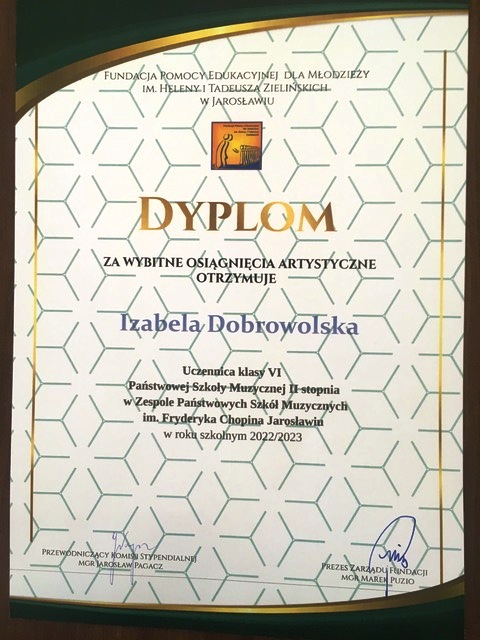 Fundacja Pomocy Edukacyjnej dla Młodzieży
im. Heleny i Tadeusza Zielińskich
w Jarosławiu
Dyplom
za wybitne osiągnięcia artystyczne
otrzymuje
Izabela Dobrowolska
Uczennica klasy VI
Państwowej Szkoły Muzycznej II stopnia
w Zespole Państwowych Szkół Muzycznych
im. Fryderyka Chopina Jarosławiu
w roku szkolnym 2022/2023
Przewodniczący Komisji Stypendialnej
mgr Jarosław Pagacz
Prezes Zarządu Fundacji
mgr Marek Puzio